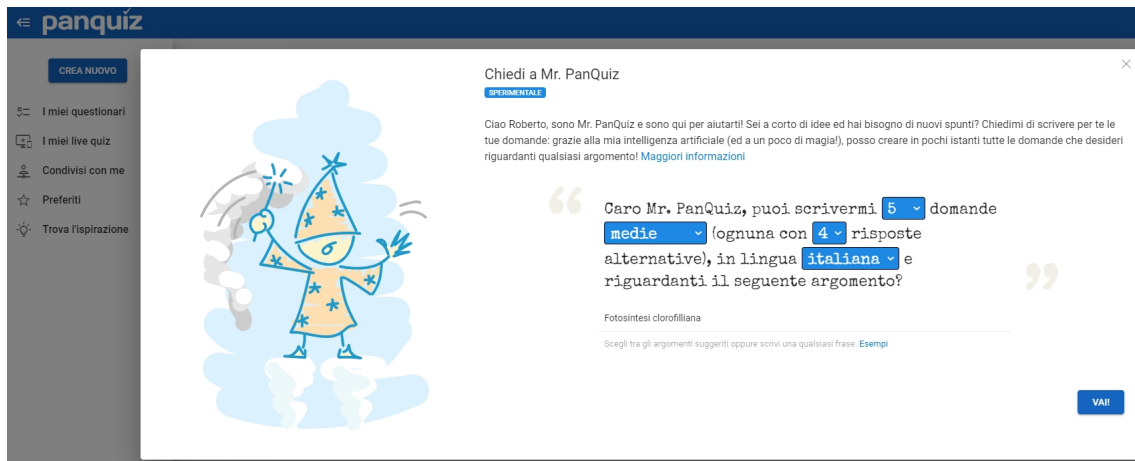 panquiz
CREA NUOVO
I miei questionari
I miei live quiz
Condivisi con me
Preferiti
Trova l'ispirazione
Chiedi a Mr. PanQuiz
SPERIMENTALE
Ciao Roberto, sono Mr. PanQuiz e sono qui per aiutarti! Sei a corto di idee ed hai bisogno di nuovi spunti? Chiedimi di scrivere per te le
tue domande: grazie alla mia intelligenza artificiale (ed a un poco di magia!), posso creare in pochi istanti tutte le domande che desideri
riguardanti qualsiasi argomento! Maggiori informazioni
“ Caro Mr. PanQuiz, puoi scrivermi 5 domande
medie (ognuna con 4 risposte
alternative), in lingua italiana e
riguardanti il seguente argomento? ”
Fotosintesi clorofilliana
Scegli tra gli argomenti suggeriti oppure scrivi una qualsiasi frase. Esempi
VAI!